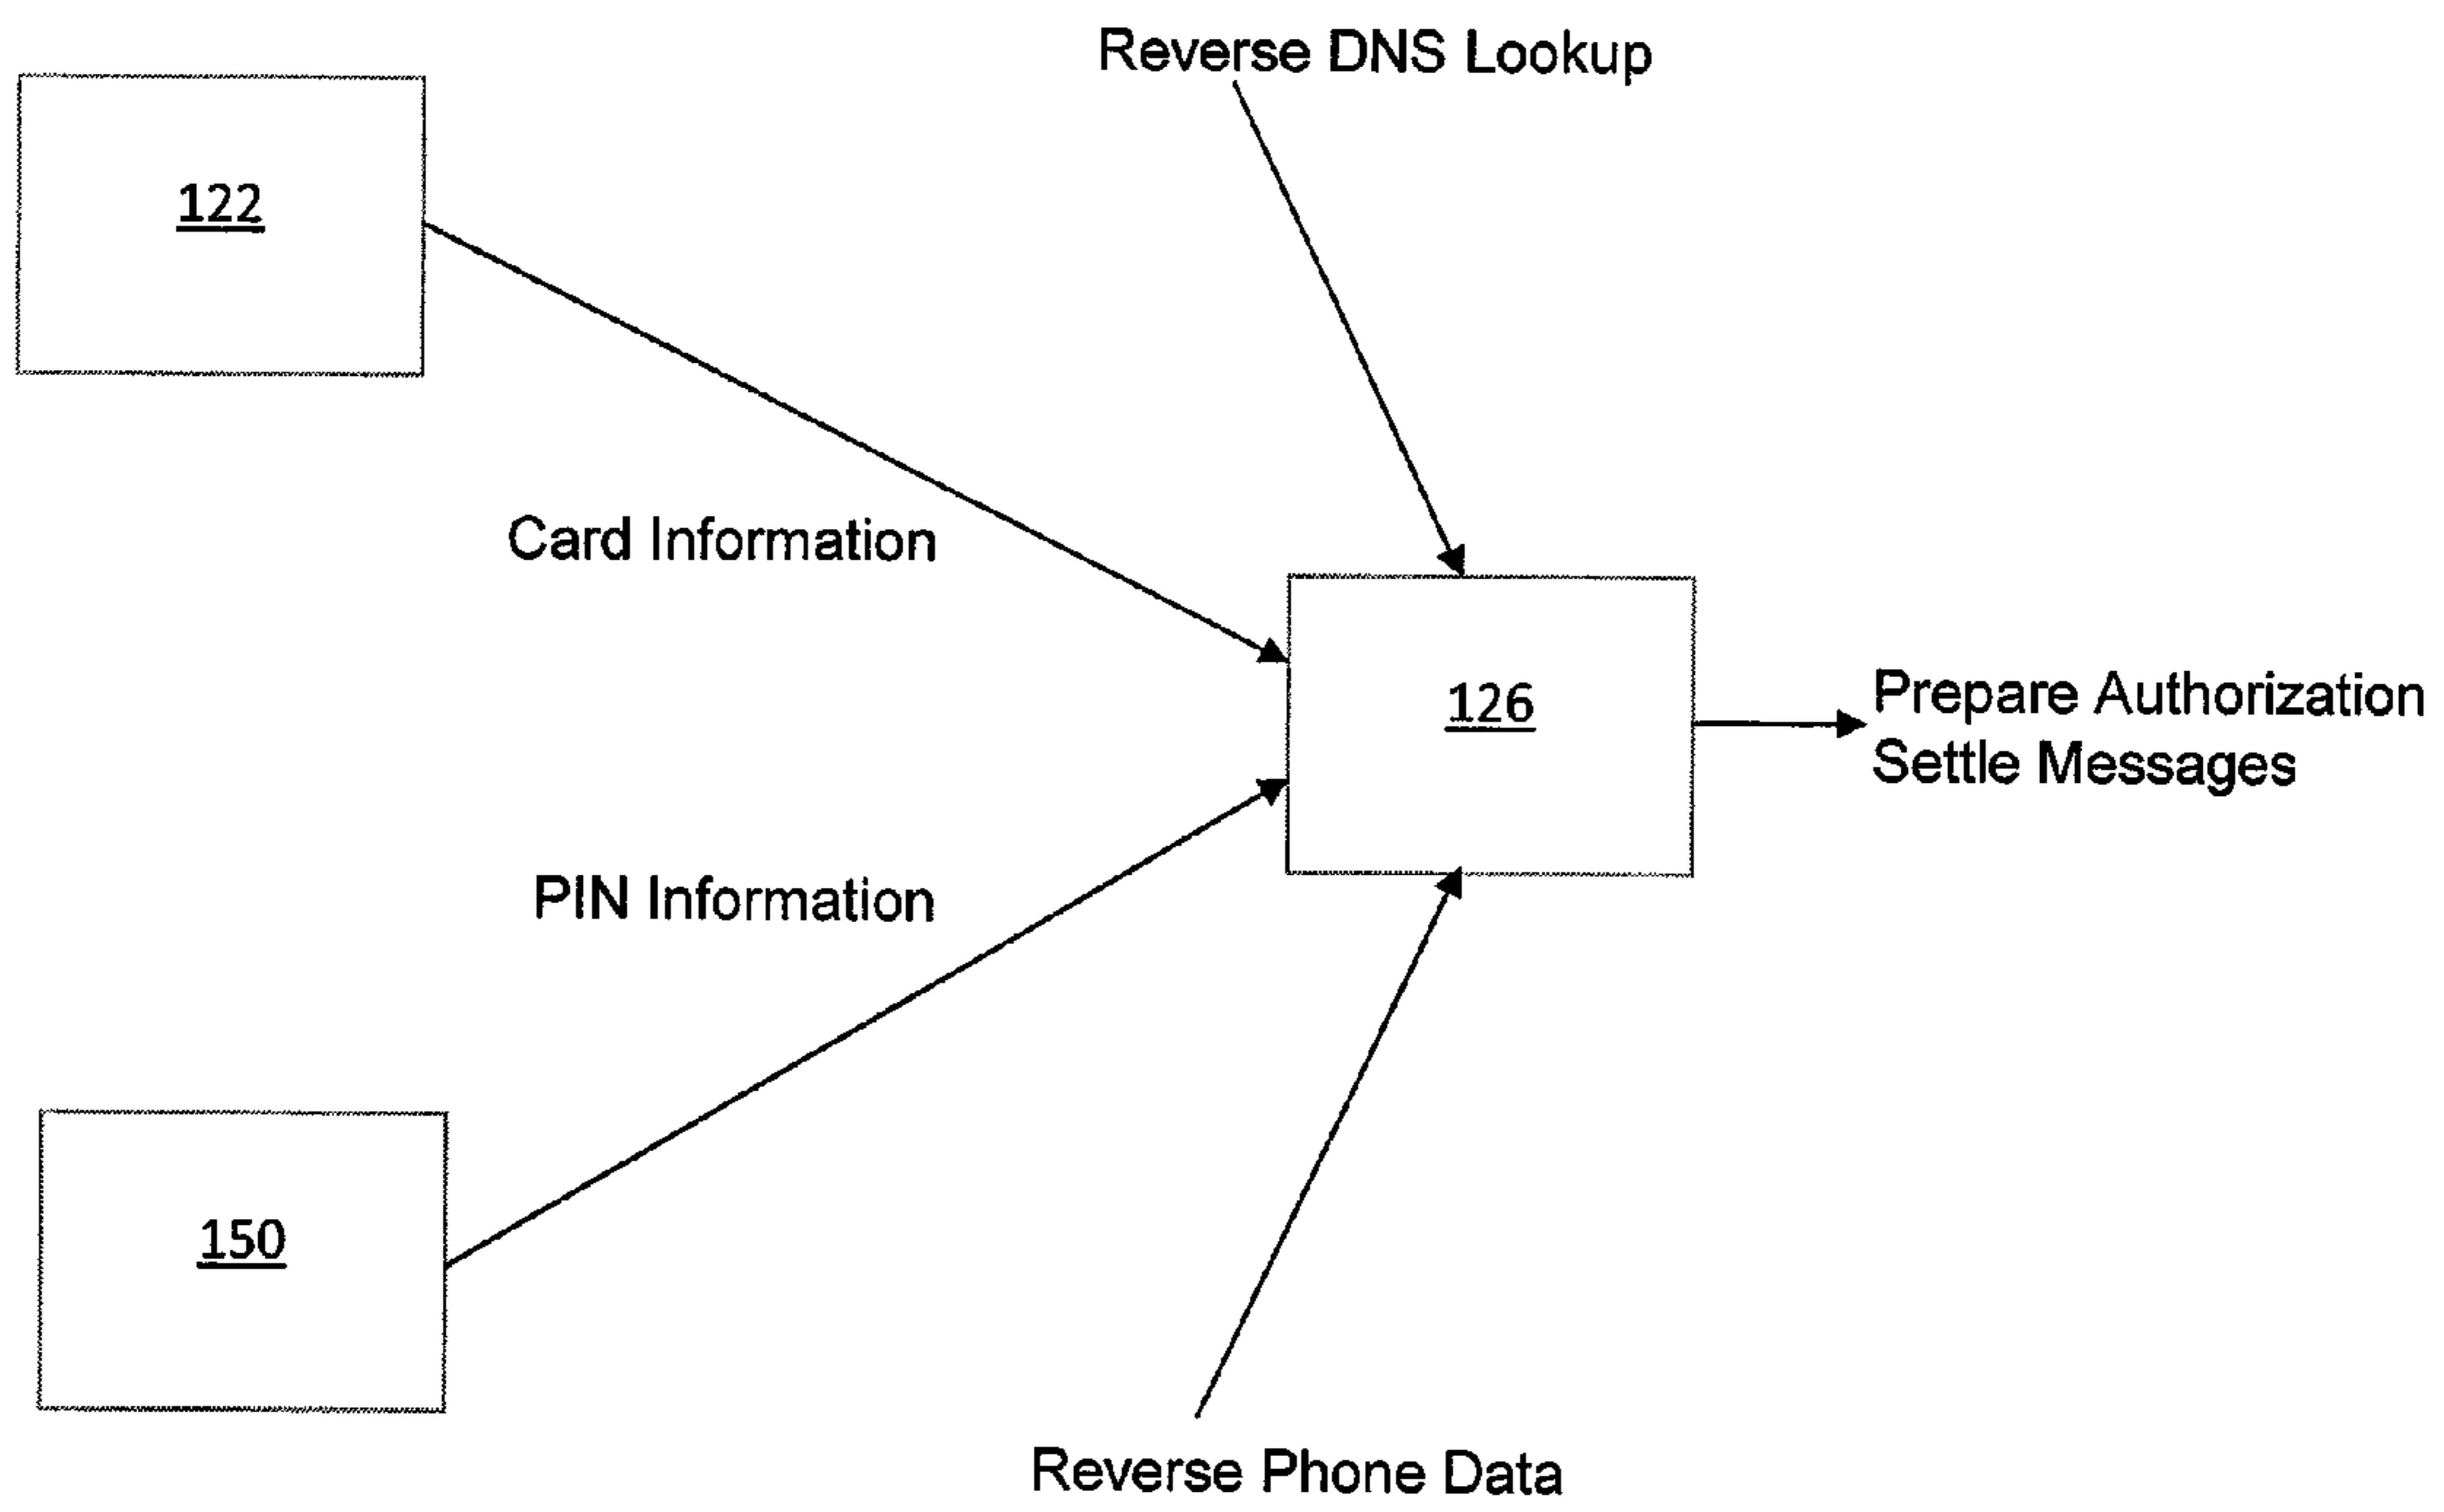 Reverse DNS Lookup
122
Card Information
126
Prepare Authorization
Settle Messages
PIN Information
150
Reverse Phone Data